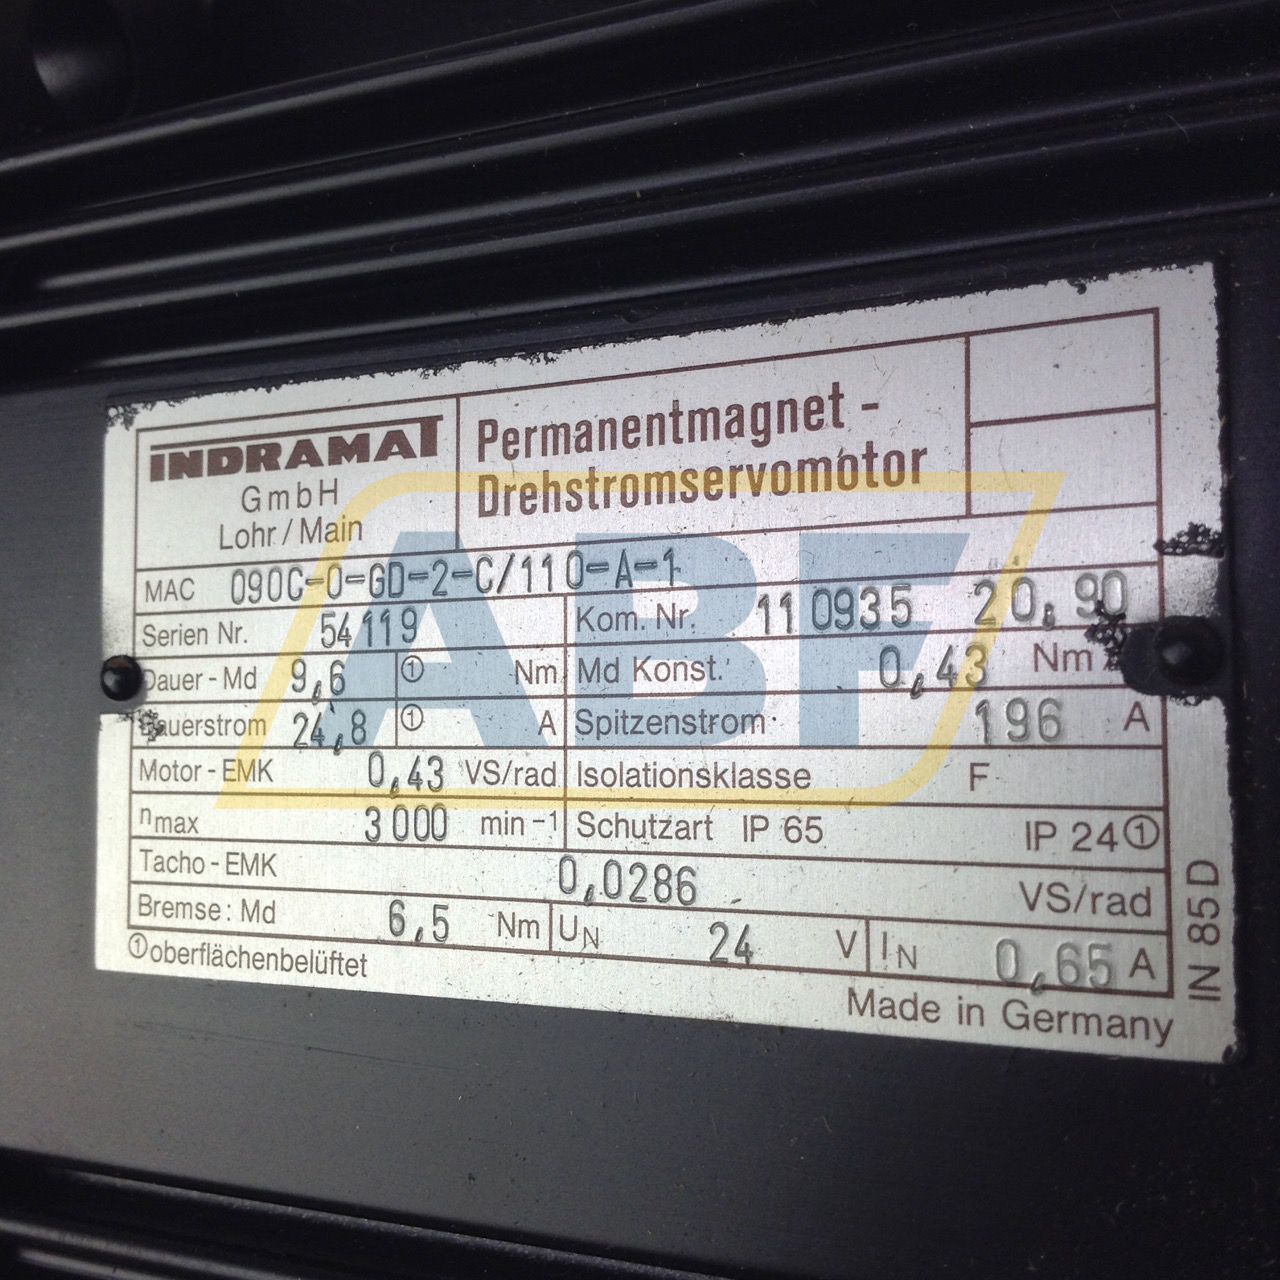 INDRAMAT
GmbH
Lohr/Main
Permanentmagnet-
Drehstromservomotor
MAC 090C-0-GD-2-C/110-A-1
Serien Nr. 54119 Kom. Nr. 110935 20,90
Dauer-Md 9,6 ① Nm Md Konst. 0,43 Nm
Dauerstrom 24,8 ① A Spitzenstrom 196 A
Motor-EMK 0,43 VS/rad Isolationsklasse F
nmax 3000 min-1 Schutzart IP 65 IP 24①
Tacho-EMK 0,0286 VS/rad
Bremse: Md 6,5 Nm UN 24 V IN 0,65 A
①oberflächenbelüftet
Made in Germany
IN 85D
ABF